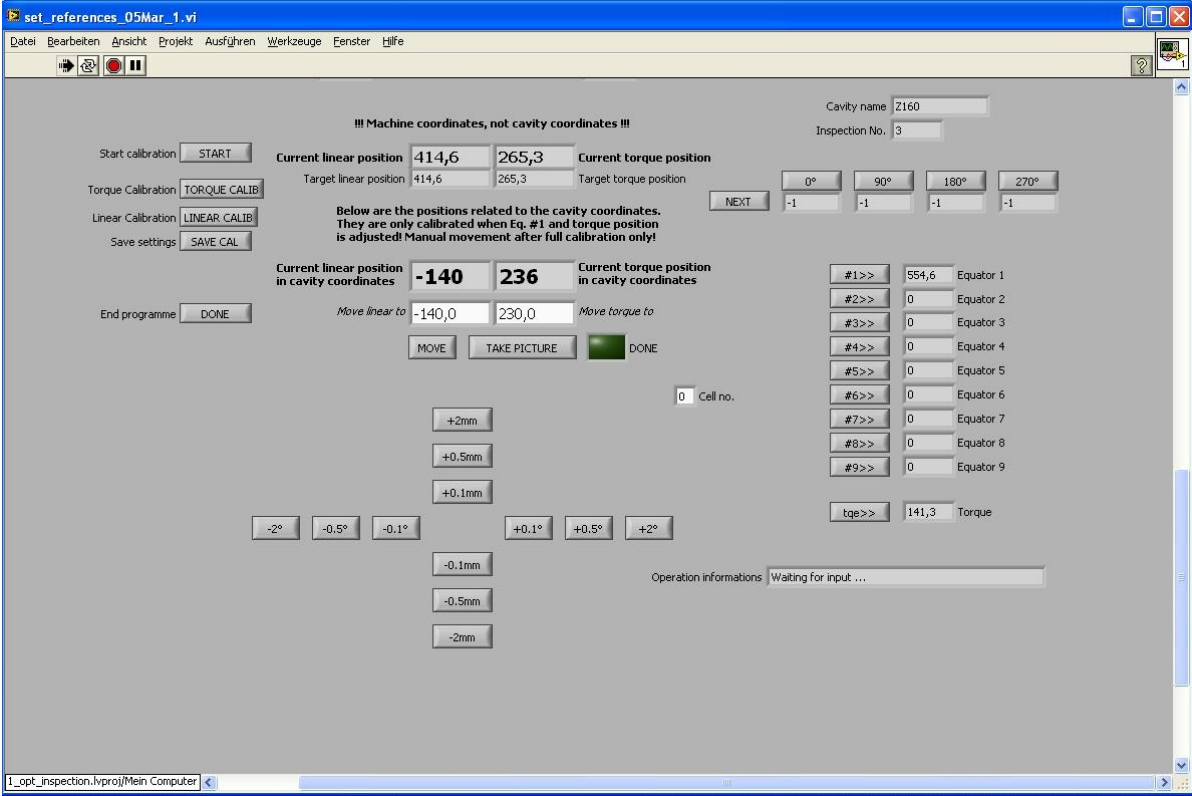 set_references_05Mar_1.vi
Datei Bearbeiten Ansicht Projekt Ausführen Werkzeuge Fenster Hilfe
?
1
Cavity name Z160
!!! Machine coordinates, not cavity coordinates !!!
Inspection No. 3
Start calibration START
Current linear position 414,6 265,3 Current torque position
Target linear position 414,6 265,3 Target torque position
0° 90° 180° 270°
Torque Calibration TORQUE CALIB
NEXT -1 -1 -1 -1
Linear Calibration LINEAR CALIB
Below are the positions related to the cavity coordinates.
They are only calibrated when Eq. #1 and torque position
is adjusted! Manual movement after full calibration only!
Save settings SAVE CAL
Current linear position
in cavity coordinates -140 236 Current torque position
in cavity coordinates
#1>> 554,6 Equator 1
#2>> 0 Equator 2
End programme DONE
Move linear to -140,0 230,0 Move torque to
#3>> 0 Equator 3
MOVE TAKE PICTURE DONE
#4>> 0 Equator 4
#5>> 0 Equator 5
0 Cell no.
#6>> 0 Equator 6
+2mm
#7>> 0 Equator 7
#8>> 0 Equator 8
+0.5mm
#9>> 0 Equator 9
+0.1mm
tqe>> 141,3 Torque
-2° -0.5° -0.1° +0.1° +0.5° +2°
-0.1mm
Operation informations Waiting for input ...
-0.5mm
-2mm
1_opt_inspection.lvproj/Mein Computer